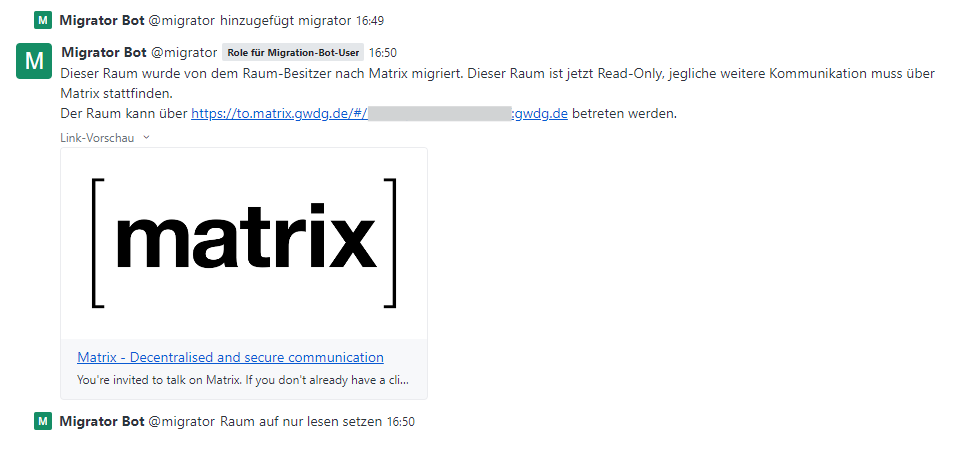 M Migrator Bot @migrator hinzugefügt migrator 16:49
M Migrator Bot @migrator Role für Migration-Bot-User 16:50
Dieser Raum wurde von dem Raum-Besitzer nach Matrix migriert. Dieser Raum ist jetzt Read-Only, jegliche weitere Kommunikation muss über
Matrix stattfinden.
Der Raum kann über https://to.matrix.gwdg.de/#/ :gwdg.de betreten werden.
Link-Vorschau
[matrix]
Matrix - Decentralised and secure communication
You're invited to talk on Matrix. If you don't already have a cli...
M Migrator Bot @migrator Raum auf nur lesen setzen 16:50